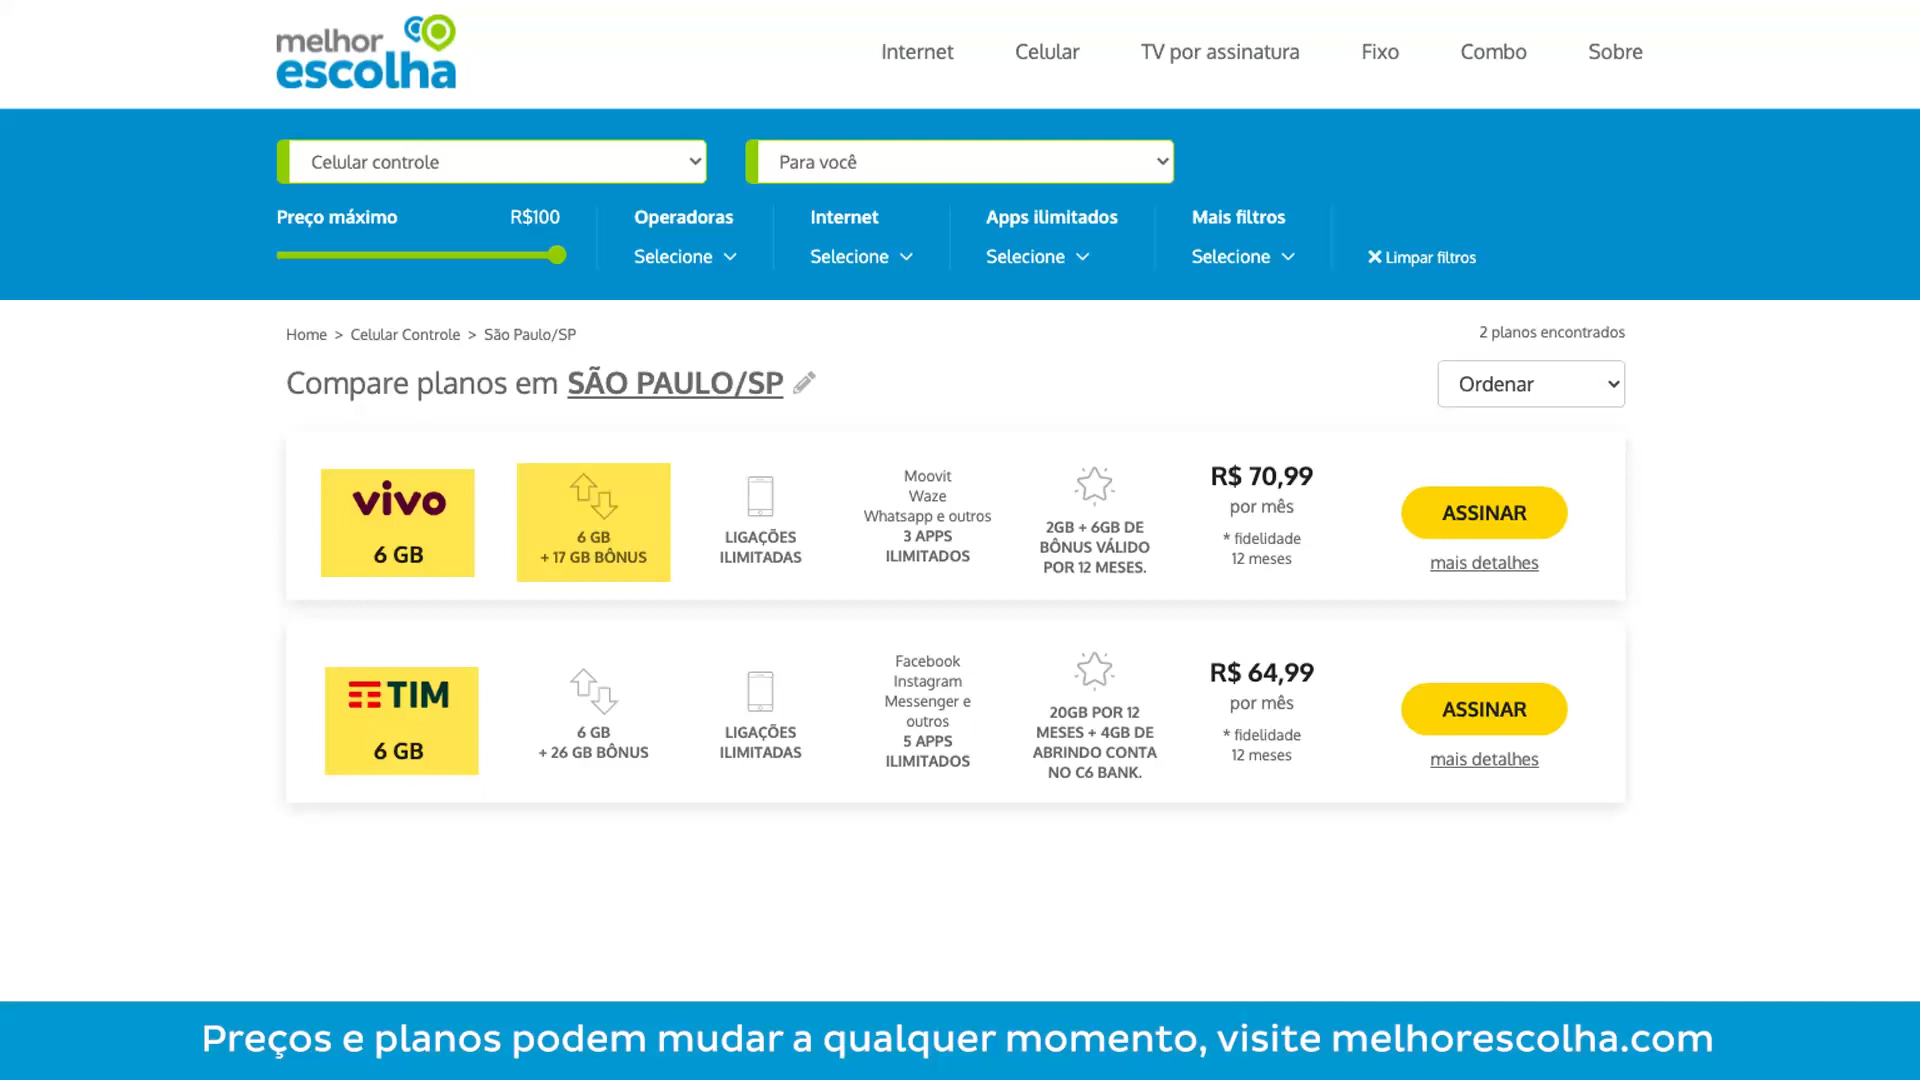 melhor
escolha
Internet
Celular
TV por assinatura
Fixo
Combo
Sobre
Celular controle
Para você
Preço máximo
R$100
Operadoras
Selecione
Internet
Selecione
Apps ilimitados
Selecione
Mais filtros
Selecione
Limpar filtros
Home > Celular Controle > São Paulo/SP
2 planos encontrados
Compare planos em SÃO PAULO/SP
Ordenar
vivo
6 GB
6 GB
+ 17 GB BÔNUS
LIGAÇÕES
ILIMITADAS
Moovit
Waze
Whatsapp e outros
3 APPS
ILIMITADOS
2GB + 6GB DE
BÔNUS VÁLIDO
POR 12 MESES.
R$ 70,99
por mês
* fidelidade
12 meses
ASSINAR
mais detalhes
TIM
6 GB
6 GB
+ 26 GB BÔNUS
LIGAÇÕES
ILIMITADAS
Facebook
Instagram
Messenger e
outros
5 APPS
ILIMITADOS
20GB POR 12
MESES + 4GB DE
ABRINDO CONTA
NO C6 BANK.
R$ 64,99
por mês
* fidelidade
12 meses
ASSINAR
mais detalhes
Preços e planos podem mudar a qualquer momento, visite melhorescolha.com